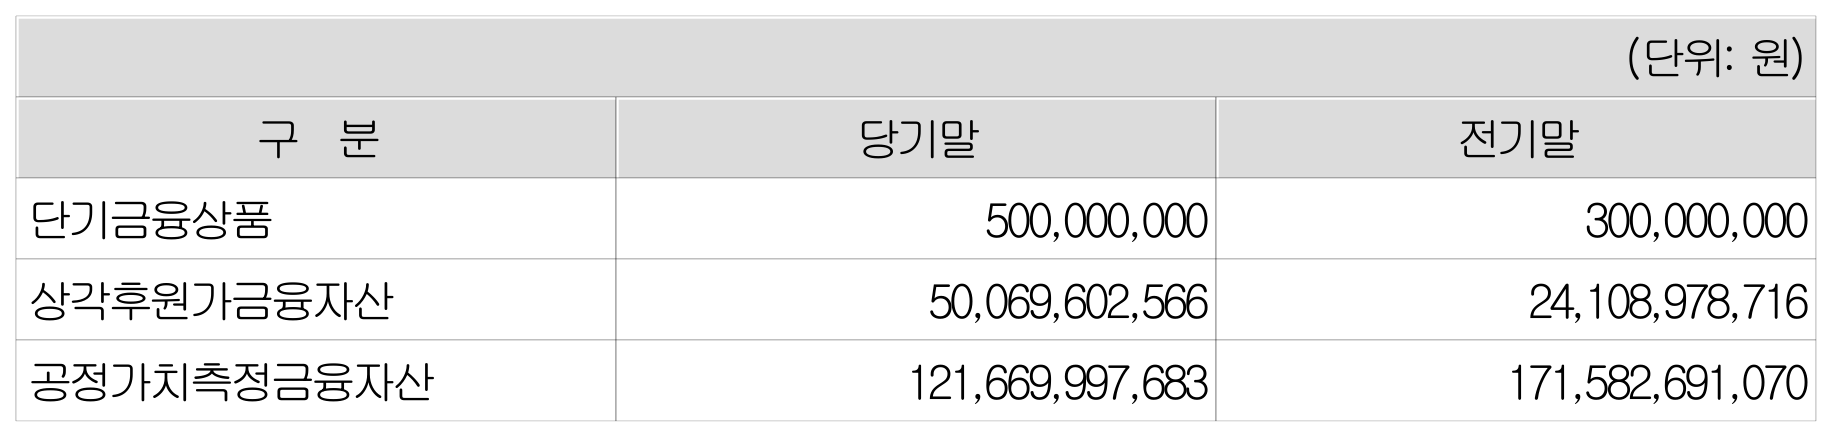 (단위: 원)
구 분 당기말 전기말
단기금융상품 500,000,000 300,000,000
상각후원가금융자산 50,069,602,566 24,108,978,716
공정가치측정금융자산 121,669,997,683 171,582,691,070